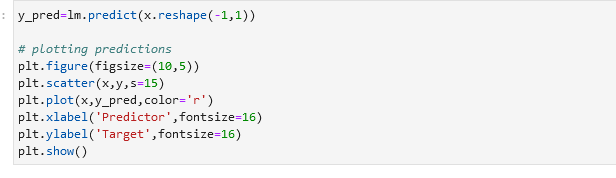 : y_pred=lm.predict(x.reshape(-1,1))
# plotting predictions
plt.figure(figsize=(10,5))
plt.scatter(x,y,s=15)
plt.plot(x,y_pred,color='r')
plt.xlabel('Predictor',fontsize=16)
plt.ylabel('Target',fontsize=16)
plt.show()